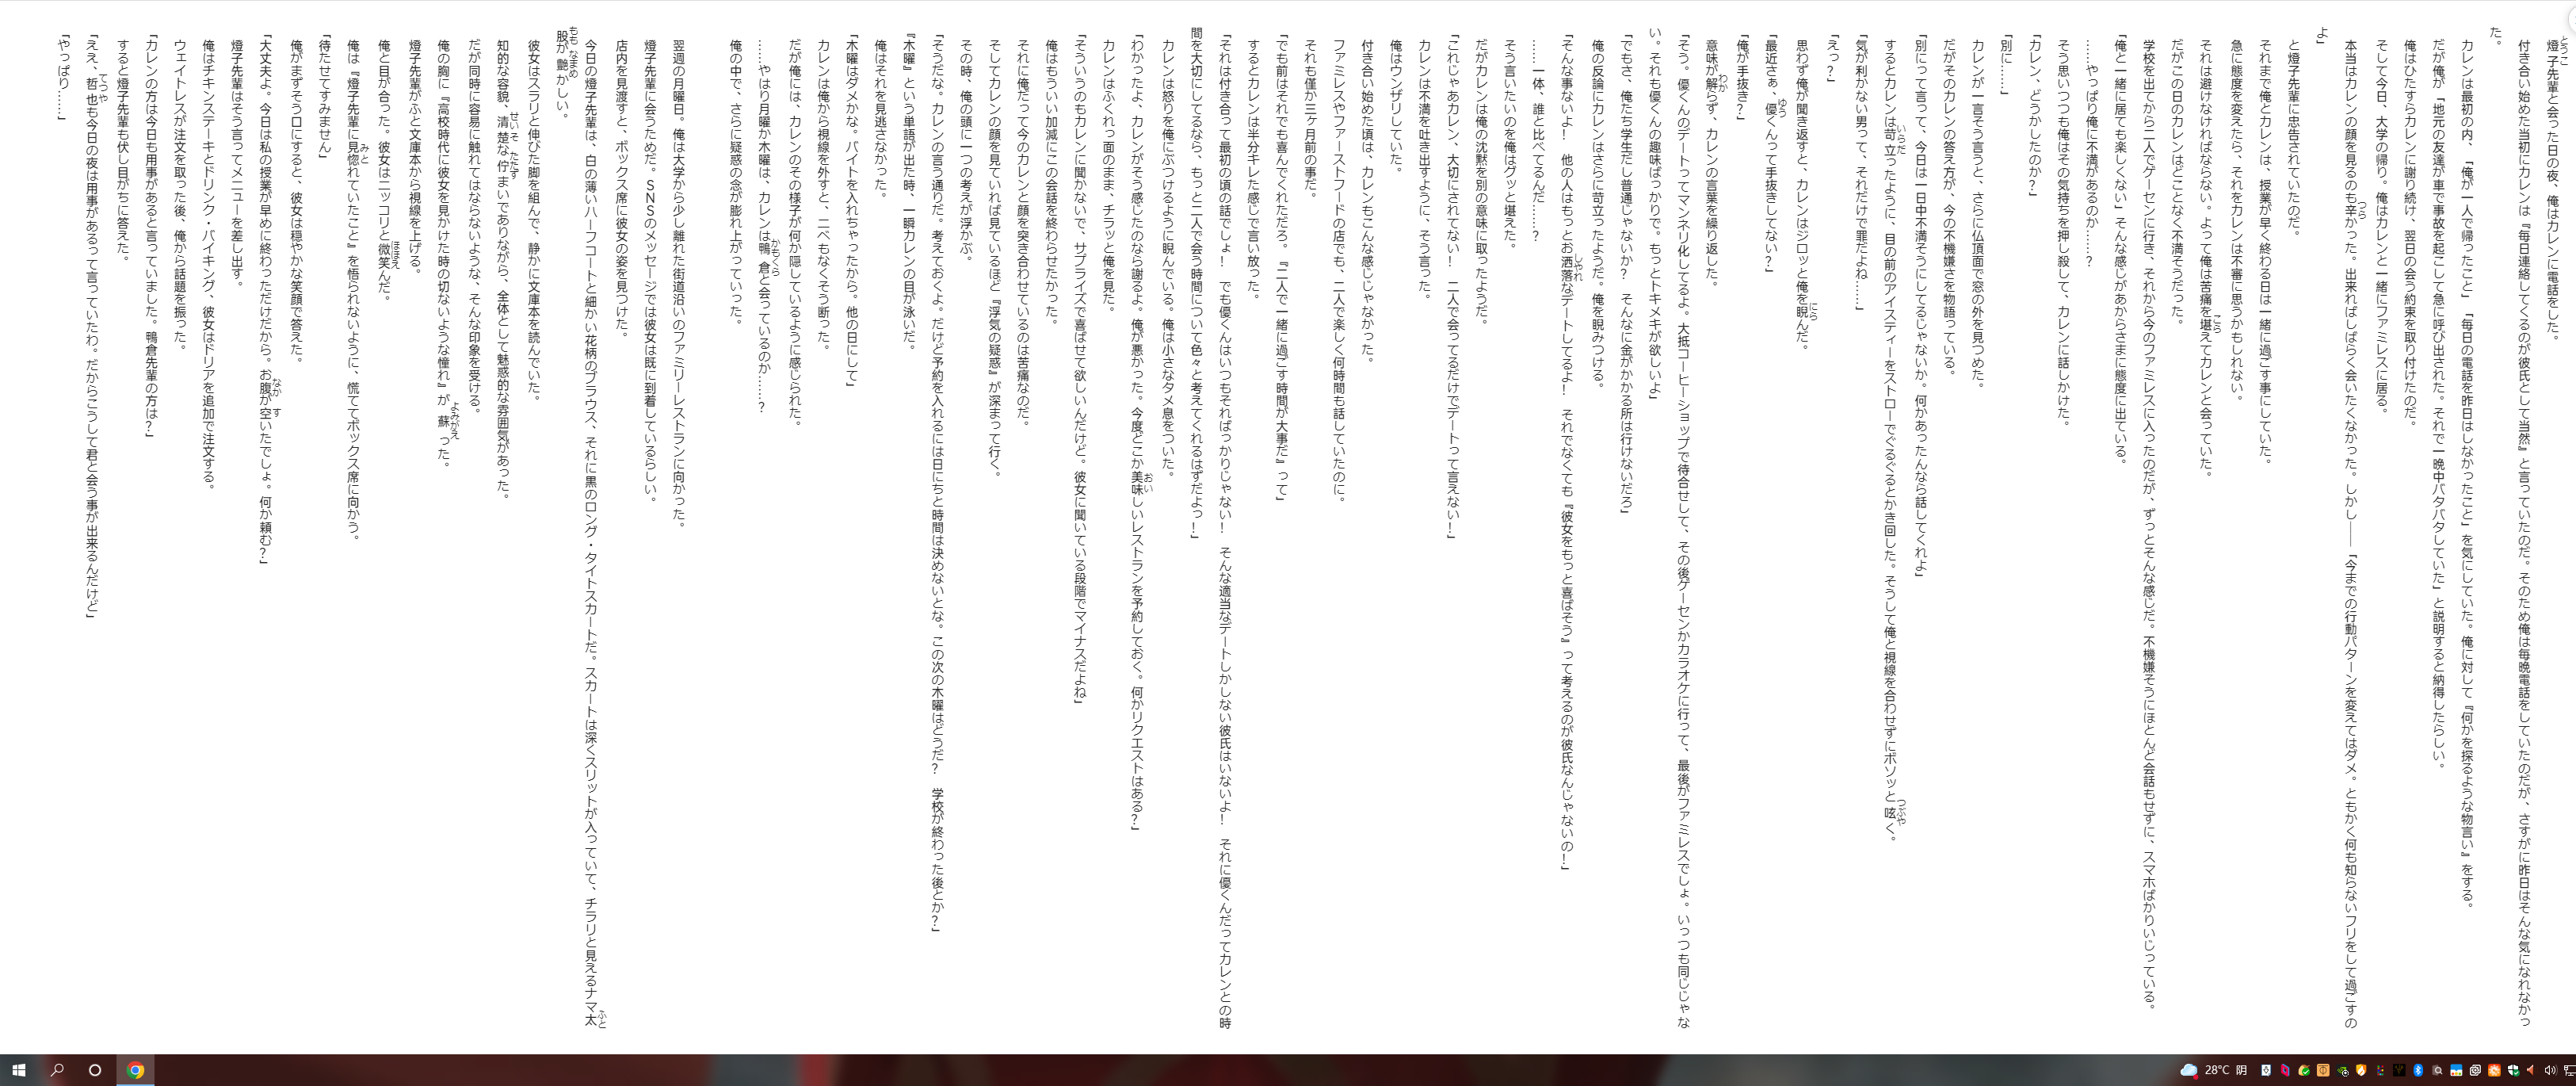 燈子先輩と会った日の夜、俺はカレンに電話をした。
付き合い始めた当初にカレンは『毎日連絡してくるのが彼氏として当然』と言っていたのだ。そのため俺は毎晩電話をしていたのだが、さすがに昨日はそんな気になれなかっ
た。
カレンは最初の内、「俺が一人で帰ったこと」「毎日の電話を昨日はしなかったこと」を気にしていた。俺に対して『何かを探るような物言い』をする。
だが俺が「地元の友達が車で事故を起こして急に呼び出された。それで一晩中バタバタしていた」と説明すると納得したらしい。
俺はひたすらカレンに謝り続け、翌日の会う約束を取り付けたのだ。
そして今日、大学の帰り。俺はカレンと一緒にファミレスに居る。
本当はカレンの顔を見るのも辛かった。出来ればしばらく会いたくなかった。しかし――「今までの行動パターンを変えてはダメ。ともかく何も知らないフリをして過ごすの
よ」
と燈子先輩に忠告されていたのだ。
それまで俺とカレンは、授業が早く終わる日は一緒に過ごす事にしていた。
急に態度を変えたら、それをカレンは不審に思うかもしれない。
それは避けなければならない。よって俺は苦痛を堪えてカレンと会っていた。
だがこの日のカレンはどことなく不満そうだった。
学校を出てから二人でゲーセンに行き、それから今のファミレスに入ったのだが、ずっとそんな感じだ。不機嫌そうにほとんど会話もせずに、スマホばかりいじっている。
「俺と一緒に居ても楽しくない」そんな感じがあからさまに態度に出ている。
……やっぱり俺に不満があるのか……?
そう思いつつも俺はその気持ちを押し殺して、カレンに話しかけた。
「カレン、どうかしたのか?」
「別に……」
カレンが一言そう言うと、さらに仏頂面で窓の外を見つめた。
だがそのカレンの答え方が、今の不機嫌さを物語っている。
「別にって言って、今日は一日中不満そうにしてるじゃないか。何かあったんなら話してくれよ」
するとカレンは苛立ったように、目の前のアイスティーをストローでぐるぐるとかき回した。そうして俺と視線を合わせずにボソッと呟く。
「気が利かない男って、それだけで罪だよね……」
「えっ?」
思わず俺が聞き返すと、カレンはジロッと俺を睨んだ。
「最近さぁ、優くんって手抜きしてない?」
「俺が手抜き?」
意味が解らず、カレンの言葉を繰り返した。
「そう。優くんのデートってマンネリ化してるよ。大抵コーヒーショップで待合せして、その後ゲーセンかカラオケに行って、最後がファミレスでしょ。いっつも同じじゃな
い。それも優くんの趣味ばっかりで。もっとトキメキが欲しいよ」
「でもさ、俺たち学生だし普通じゃないか? そんなに金がかかる所は行けないだろ」
俺の反論にカレンはさらに苛立ったようだ。俺を睨みつける。
「そんな事ないよ! 他の人はもっとお洒落なデートしてるよ! それでなくても『彼女をもっと喜ばそう』って考えるのが彼氏なんじゃないの!」
……一体、誰と比べてるんだ……?
そう言いたいのを俺はグッと堪えた。
だがカレンは俺の沈黙を別の意味に取ったようだ。
「これじゃあカレン、大切にされてない! 二人で会ってるだけでデートって言えない!」
カレンは不満を吐き出すように、そう言った。
俺はウンザリしていた。
付き合い始めた頃は、カレンもこんな感じじゃなかった。
ファミレスやファーストフードの店でも、二人で楽しく何時間も話していたのに。
それも僅か三ヶ月前の事だ。
「でも前はそれでも喜んでくれただろ。『二人で一緒に過ごす時間が大事だ』って」
するとカレンは半分キレた感じで言い放った。
「それは付き合って最初の頃の話でしょ! でも優くんはいつもそればっかりじゃない! そんな適当なデートしかしない彼氏はいないよ! それに優くんだってカレンとの時
間を大切にしてるなら、もっと二人で会う時間について色々と考えてくれるはずだよっ!」
カレンは怒りを俺にぶつけるように睨んでいる。俺は小さなタメ息をついた。
「わかったよ、カレンがそう感じたのなら謝るよ。俺が悪かった。今度どこか美味しいレストランを予約しておく。何かリクエストはある?」
カレンはふくれっ面のまま、チラッと俺を見た。
「そういうのもカレンに聞かないで、サプライズで喜ばせて欲しいんだけど。彼女に聞いている段階でマイナスだよね」
俺はもういい加減にこの会話を終わらせたかった。
それに俺だって今のカレンと顔を突き合わせているのは苦痛なのだ。
そしてカレンの顔を見ていれば見ているほど『浮気の疑惑』が深まって行く。
その時、俺の頭に一つの考えが浮かぶ。
「そうだな。カレンの言う通りだ。考えておくよ。だけど予約を入れるには日にちと時間は決めないとな。この次の木曜はどうだ? 学校が終わった後とか?」
『木曜』という単語が出た時、一瞬カレンの目が泳いだ。
俺はそれを見逃さなかった。
「木曜はダメかな。バイトを入れちゃったから。他の日にして」
カレンは俺から視線を外すと、二べもなくそう断った。
だが俺には、カレンのその様子が何か隠しているように感じられた。
……やはり月曜か木曜は、カレンは鴨倉と会っているのか……?
俺の中で、さらに疑惑の念が膨れ上がっていった。
翌週の月曜日。俺は大学から少し離れた街道沿いのファミリーレストランに向かった。
燈子先輩に会うためだ。SNSのメッセージでは彼女は既に到着しているらしい。
店内を見渡すと、ボックス席に彼女の姿を見つけた。
今日の燈子先輩は、白の薄いハーフコートと細かい花柄のブラウス、それに黒のロング・タイトスカートだ。スカートは深くスリットが入っていて、チラリと見えるナマ太
股が艶めかしい。
彼女はスラリと伸びた脚を組んで、静かに文庫本を読んでいた。
知的な容貌、清楚な佇まいでありながら、全体として魅惑的な雰囲気があった。
だが同時に容易に触れてはならないような、そんな印象を受ける。
俺の胸に『高校時代に彼女を見かけた時の切ないような憧れ』が蘇った。
燈子先輩がふと文庫本から視線を上げる。
俺と目が合った。彼女はニッコリと微笑んだ。
俺は『燈子先輩に見惚れていたこと』を悟られないように、慌ててボックス席に向かう。
「待たせてすみません」
俺がまずそう口にすると、彼女は穏やかな笑顔で答えた。
「大丈夫よ。今日は私の授業が早めに終わっただけだから。お腹が空いたでしょ。何か頼む?」
燈子先輩はそう言ってメニューを差し出す。
俺はチキンステーキとドリンク・バイキング、彼女はドリアを追加で注文する。
ウェイトレスが注文を取った後、俺から話題を振った。
「カレンの方は今日も用事があると言っていました。鴨倉先輩の方は?」
すると燈子先輩も伏し目がちに答えた。
「ええ、哲也も今日の夜は用事があるって言っていたわ。だからこうして君と会う事が出来るんだけど」
「やっぱり……」
28°C 阴